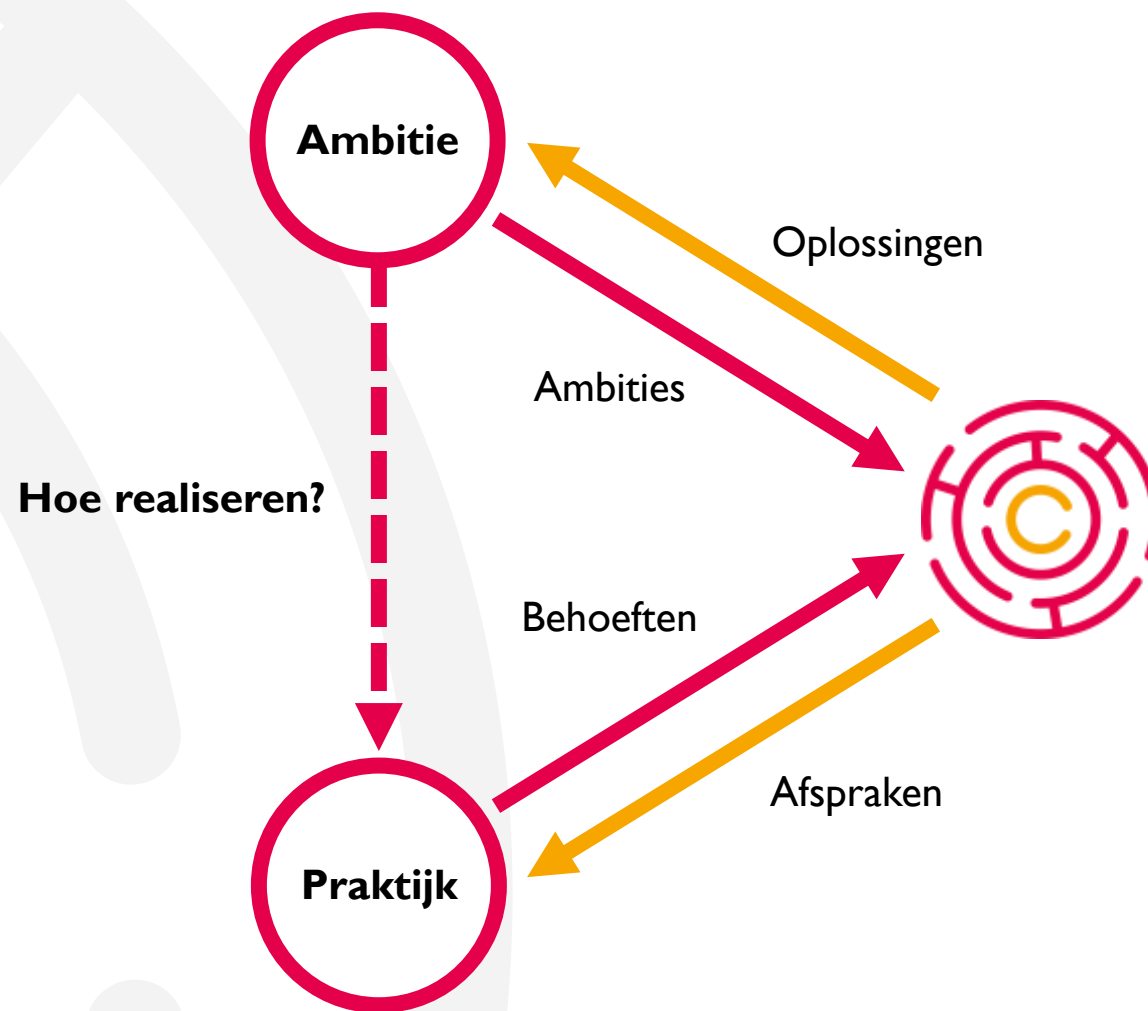 Ambitie
Oplossingen
Ambities
Hoe realiseren?
Behoeften
Afspraken
Praktijk